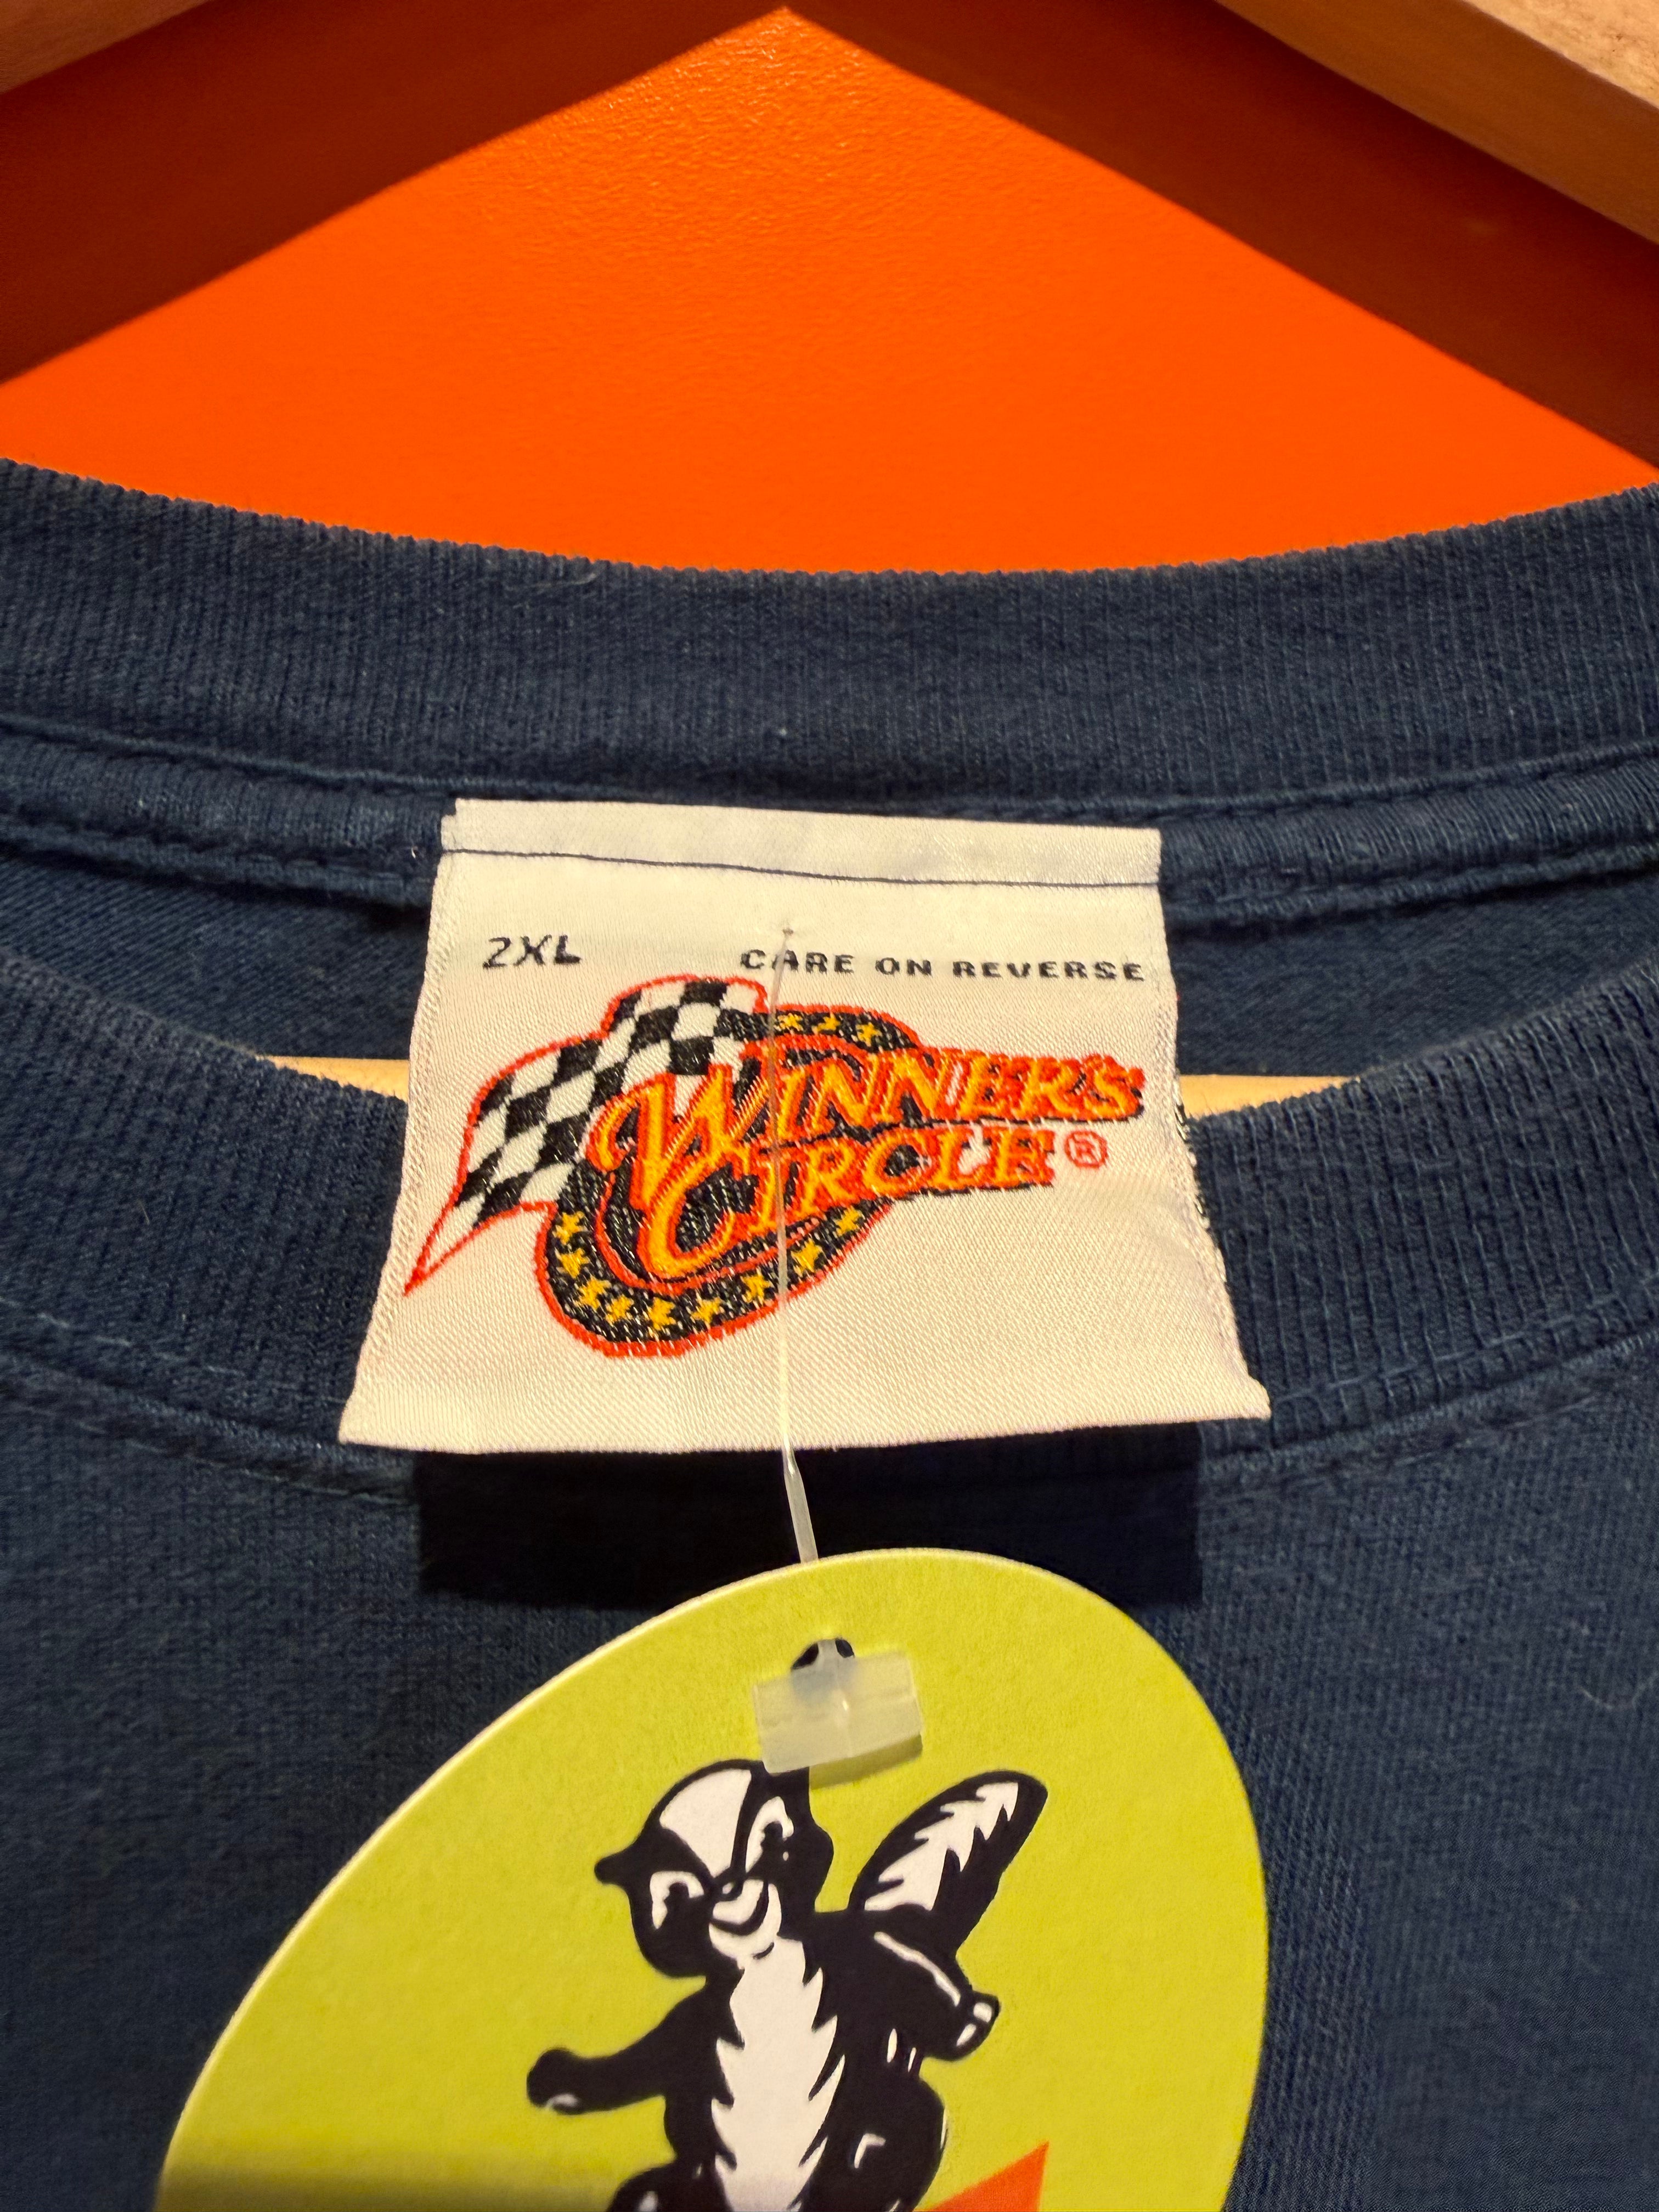 2XL CARE ON REVERSE
WINNERS
CIRCLE®